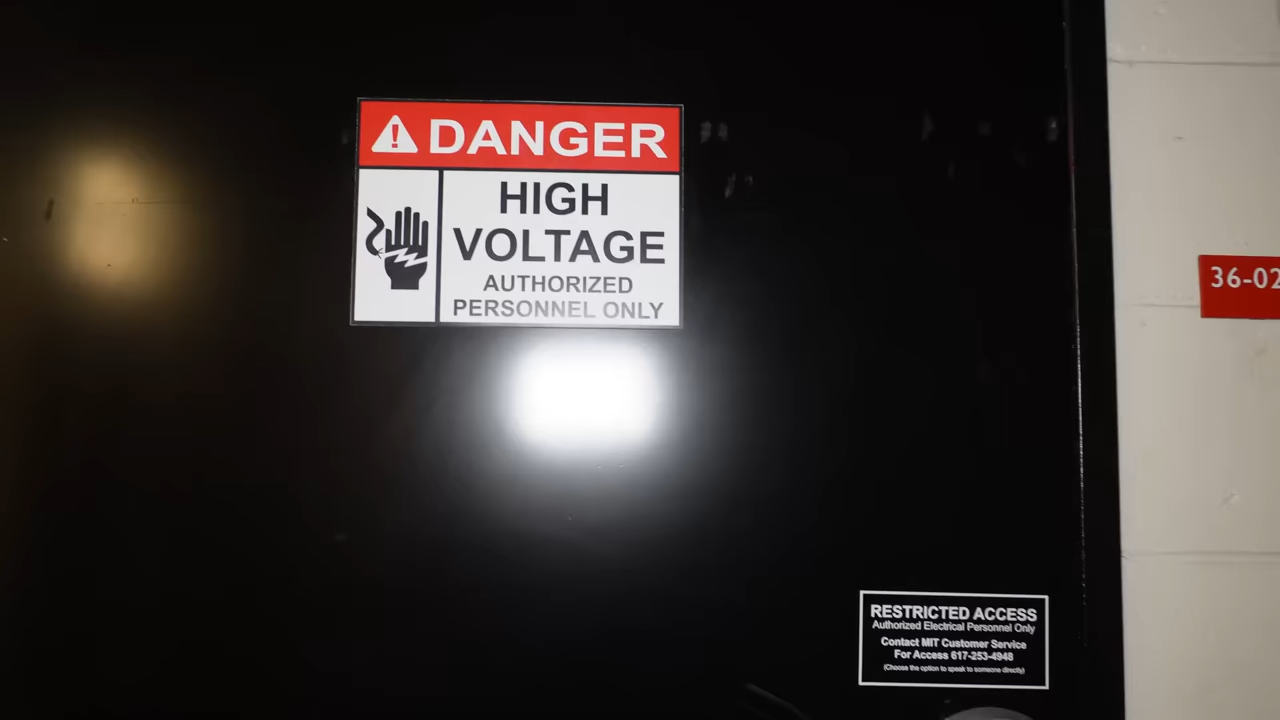 DANGER
HIGH
VOLTAGE
AUTHORIZED
PERSONNEL ONLY
36-02
RESTRICTED ACCESS
Authorized Electrical Personnel Only
Contact MIT Customer Service
For Access 617-253-4948
(Choose the option to speak to someone directly)